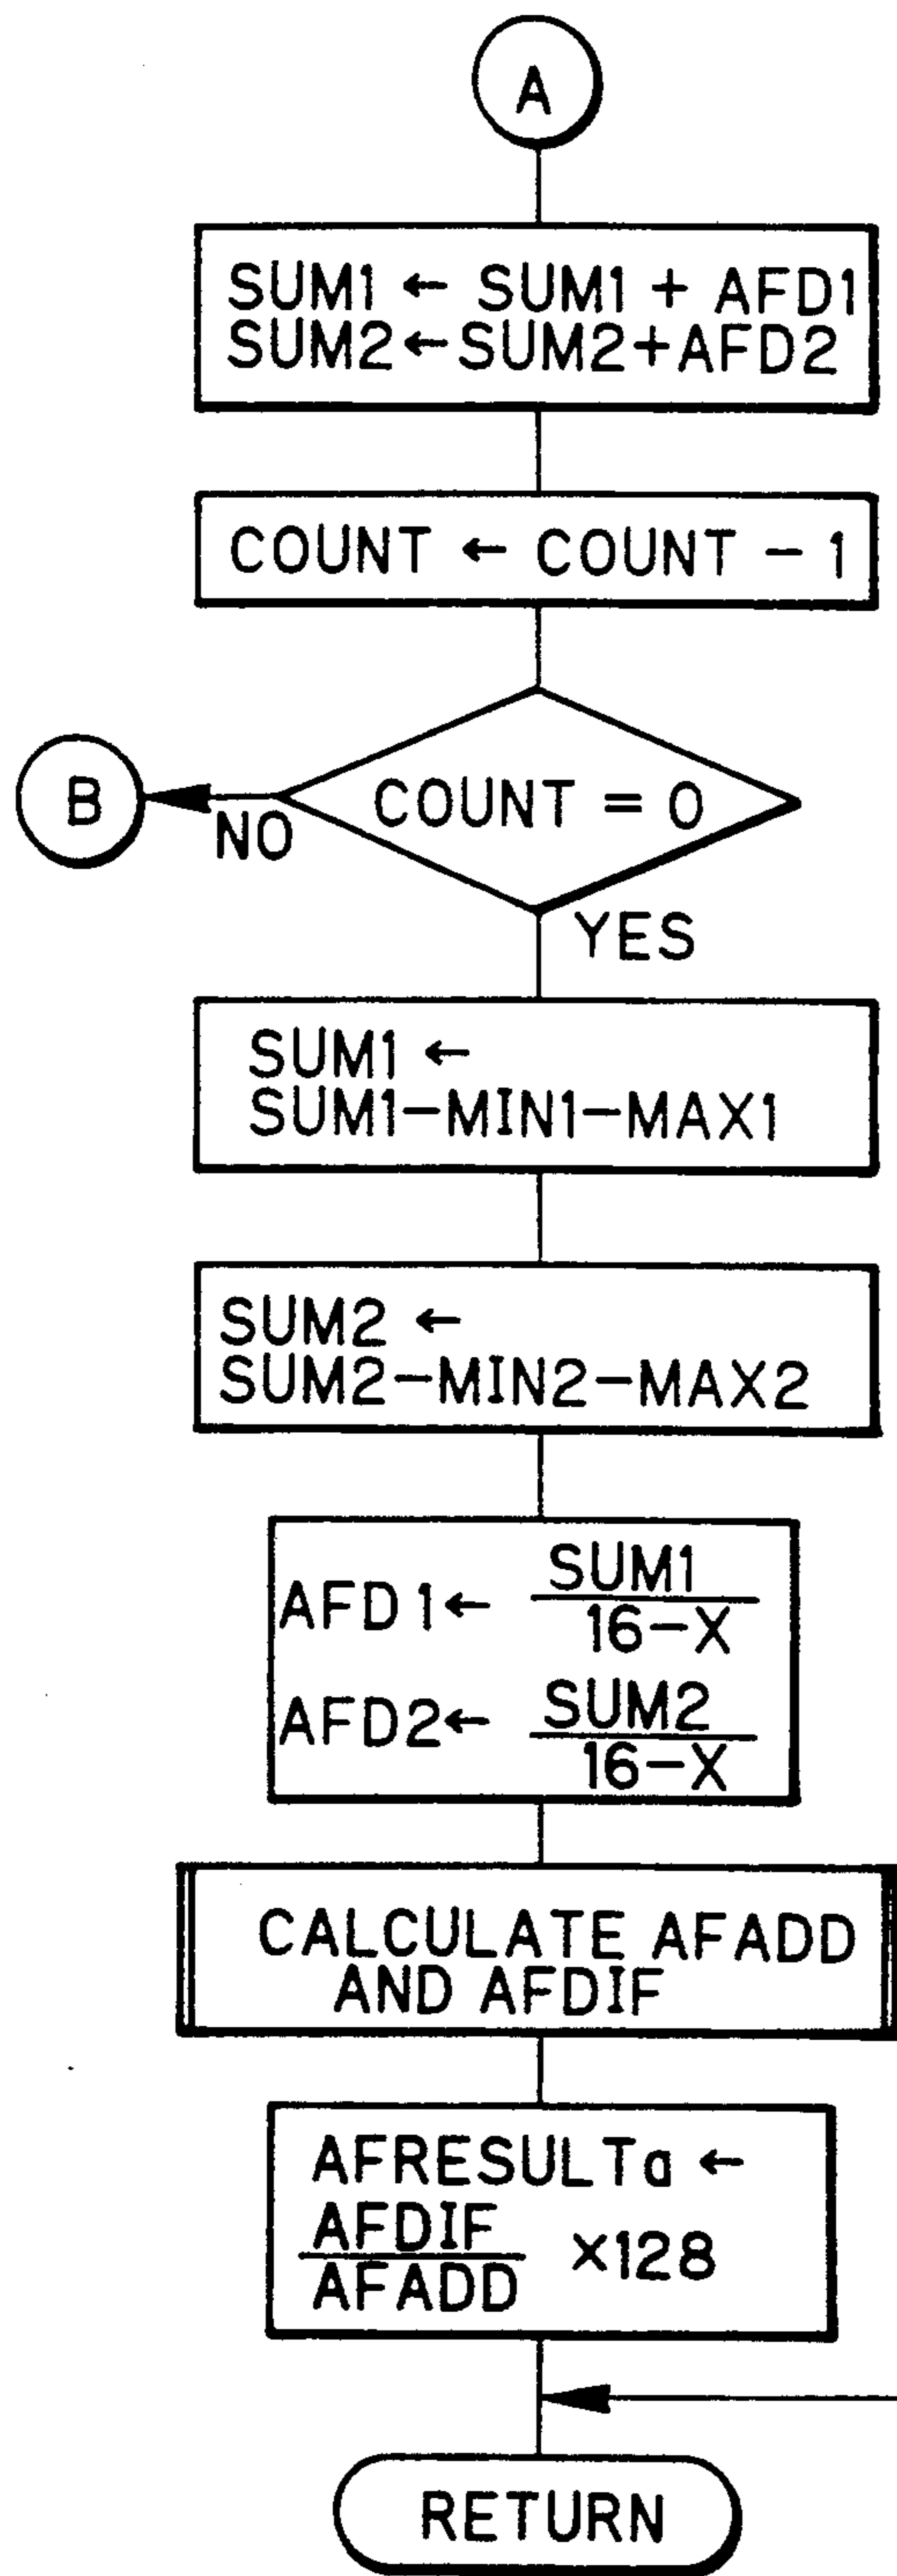 A
SUM1 ← SUM1 + AFD1
SUM2←SUM2+AFD2
COUNT ← COUNT - 1
COUNT = 0
B
NO
YES
SUM1 ←
SUM1-MIN1-MAX1
SUM2 ←
SUM2-MIN2-MAX2
AFD1← SUM1
16-X
AFD2← SUM2
16-X
CALCULATE AFADD
AND AFDIF
AFRESULTa ←
AFDIF
AFADD ×128
RETURN